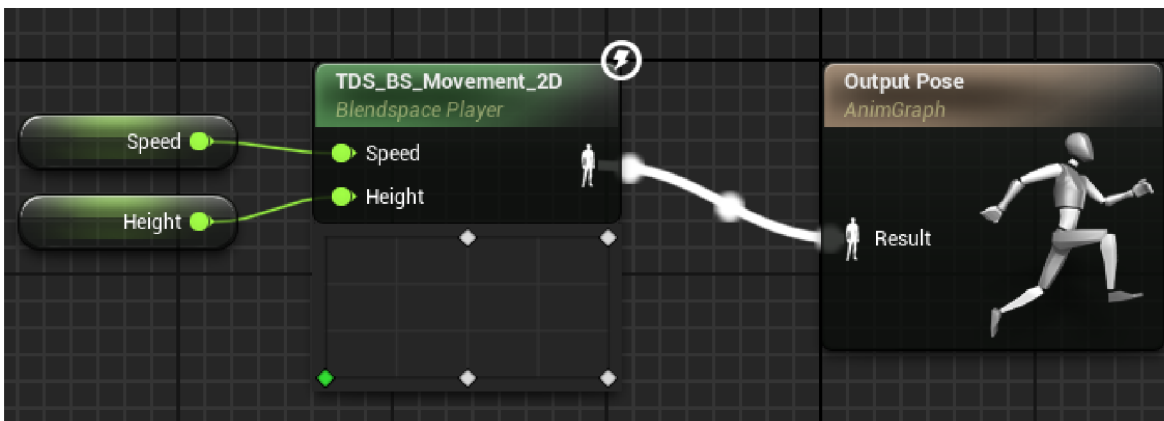 TDS_BS_Movement_2D
Blendspace Player
Speed
Speed
Height
Height
Output Pose
AnimGraph
Result